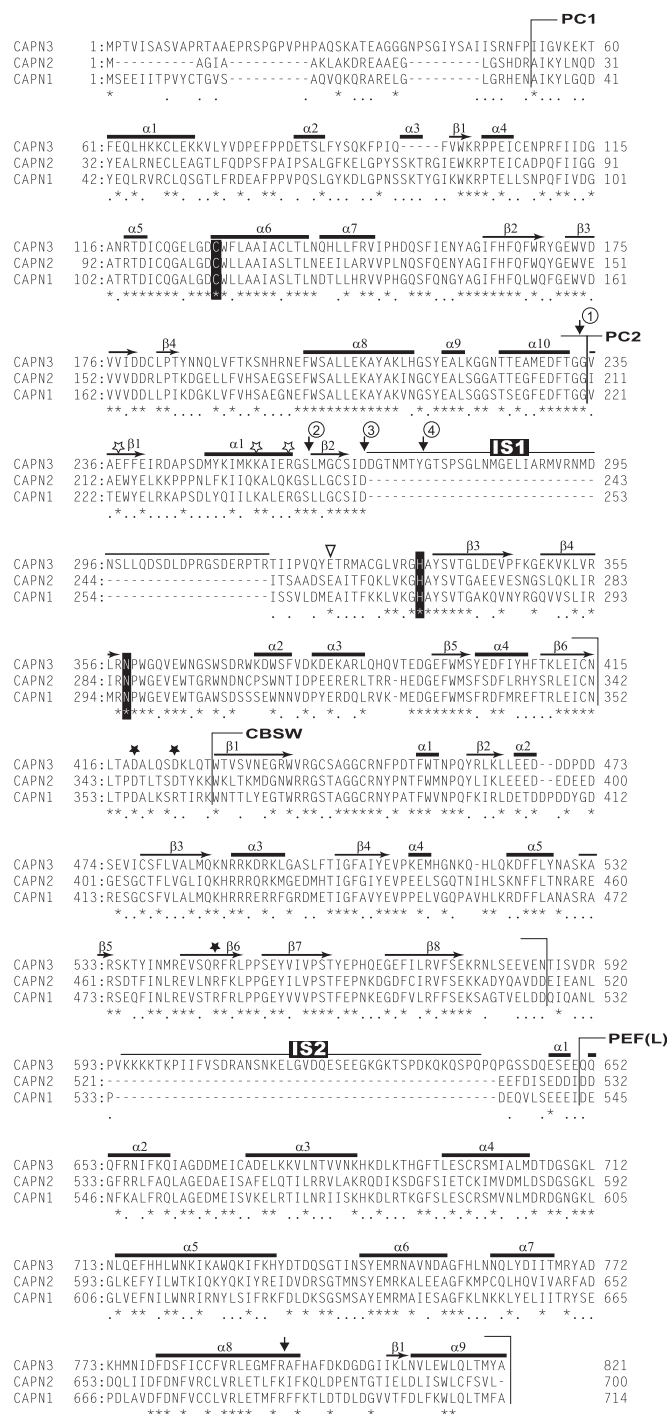 PC1
CAPN3 1:MPTVISASVAPRTAAEPRSPGPVPHPAQSKATEAGGGNPSGIYSAIISRNFPIIGVKEKT 60
CAPN2 1:M----------AGIA---------AKLAKDREAAEG----------LGSHDRAIKYLNQD 31
CAPN1 1:MSEEIITPVYCTGVS---------AQVQKQRARELG----------LGRHENAIKYLGQD 41
α1 α2 α3 β1 α4
CAPN3 61:FEQLHKKCLEKKVLYVDPEFPPDETSLFYSQKFPIQ-----FVWKRPPEICENPRFIIDG 115
CAPN2 32:YEALRNECLEAGTLFQDPSFPAIPSALGFKELGPYSSKTRGIEWKRPTEICADPQFIIGG 91
CAPN1 42:YEQLRVRCLQSGTLFRDEAFPPVPQSLGYKDLGPNSSKTYGIKWKRPTELLSNPQFIVDG 101
α5 α6 α7 β2 β3
CAPN3 116:ANRTDICQGELGDCWFLAAIACLTLNQHLLFRVIPHDQSFIENYAGIFHFQFWRYGEWVD 175
CAPN2 92:ATRTDICQGALGDCWLLAAIASLTLNEEILARVVPLNQSFQENYAGIFHFQFWQYGEWVE 151
CAPN1 102:ATRTDICQGALGDCWLLAAIASLTLNDTLLHRVVPHGQSFQNGYAGIFHFQLWQFGEWVD 161
β4 α8 α9 α10 ① PC2
CAPN3 176:VVIDDCLPTYNNQLVFTKSNHRNEFWSALLEKAYAKLHGSYEALKGGNTTEAMEDFTGGV 235
CAPN2 152:VVVDDRLPTKDGELLFVHSAEGSEFWSALLEKAYAKINGCYEALSGGATTEGFEDFTGGI 211
CAPN1 162:VVVDDLLPIKDGKLVFVHSAEGNEFWSALLEKAYAKVNGSYEALSGGSTSEGFEDFTGGV 221
β1 α1 ② β2 ③ ④ IS1
CAPN3 236:AEFFEIRDAPSDMYKIMKKAIERGSLMGCSIDDGTNMTYGTSPSGLNMGELIARMVRNMD 295
CAPN2 212:AEWYELKKPPPNLFKIIQKALQKGSLLGCSID---------------------------- 243
CAPN1 222:TEWYELRKAPSDLYQIILKALERGSLLGCSID---------------------------- 253
β3 β4
CAPN3 296:NSLLQDSDLDPRGSDERPTRTIIPVQYETRMACGLVRGHAYSVTGLDEVPFKGEKVKLVR 355
CAPN2 244:--------------------ITSAADSEAITFQKLVKGHAYSVTGAEEVESNGSLQKLIR 283
CAPN1 254:--------------------ISSVLDMEAITFKKLVKGHAYSVTGAKQVNYRGQVVSLIR 293
α2 α3 β5 α4 β6
CAPN3 356:LRNPWGQVEWNGSWSDRWKDWSFVDKDEKARLQHQVTEDGEFWMSYEDFIYHFTKLEICN 415
CAPN2 284:IRNPWGEVEWTGRWNDNCPSWNTIDPEERERLTRR-HEDGEFWMSFSDFLRHYSRLEICN 342
CAPN1 294:MRNPWGEVEWTGAWSDSSSEWNNVDPYERDQLRVK-MEDGEFWMSFRDFMREFTRLEICN 352
CBSW
β1 α1 β2 α2
CAPN3 416:LTADALQSDKLQTWTVSVNEGRWVRGCSAGGCRNFPDTFWTNPQYRLKLLEEDD--DDPDD 473
CAPN2 343:LTPDTLTSDTYKKWKLTKMDGNWRRGSTAGGCRNYPNTFWMNPQYLIKLEEED--EDEED 400
CAPN1 353:LTPDALKSRTIRKWNTTLYEGTWRRGSTAGGCRNYPATFWVNPQFKIRLDETDDPDDYGD 412
β3 α3 β4 α4 α5
CAPN3 474:SEVICSFLVALMQKNRRKDRKLGASLFTIGFAIYEVPKEMHGNKQ-HLQKDFFLYNASKA 532
CAPN2 401:GESGCTFLVGLIQKHRRRQRKMGEDMHTIGFGIYEVPEELSGQTNIHLSKNFFLTNRARE 460
CAPN1 413:RESGCSFVLALMQKHRRRERRFGRDMETIGFAVYEVPPELVGQPAVHLKRDFFLANASRA 472
β5 β6 β7 β8
CAPN3 533:RSKTYINMREVSQRFRLPPSEYVIVPSTYEPHQEGEFILRVFSEKRNLSEEVENTISVDR 592
CAPN2 461:RSDTFINLREVLNRFKLPPGEYILVPSTFEPNKDGDFCIRVFSEKKADYQAVDDEIEANL 520
CAPN1 473:RSEQFINLREVSTRFRLPPGEYVVVPSTFEPNKEGDFVLRFFSEKSAGTVELDDQIQANL 532
IS2 α1 PEF(L)
CAPN3 593:PVKKKKTKPIIFVSDRANSNKELGVDQESEEGKGKTSPDKQKQSPQPQPGSSDQESEEQQ 652
CAPN2 521:------------------------------------------------EEFDISEDDIDD 532
CAPN1 533:P-----------------------------------------------DEQVLSEEEIDE 545
α2 α3 α4
CAPN3 653:QFRNIFKQIAGDDMEICADELKKVLNTVVNKHKDLKTHGFTLESCRSMIALMDTDGSGKL 712
CAPN2 533:GFRRLFAQLAGEDAEISAFELQTILRRVLAKRQDIKSDGFSIETCKIMVDMLDSDGSGKL 592
CAPN1 546:NFKALFRQLAGEDMEISVKELRTILNRIISKHKDLRTKGFSLESCRSMVNLMDRDGNGKL 605
α5 α6 α7
CAPN3 713:NLQEFHHLWNKIKAWQKIFKHYDTDQSGTINSYEMRNAVNDAGFHLNNQLYDIITMRYAD 772
CAPN2 593:GLKEFYILWTKIQKYQKIYREIDVDRSGTMNSYEMRKALEEAGFKMPCQLHQVIVARFAD 652
CAPN1 606:GLVEFNILWNRIRNYLSIFRKFDLDKSGSMSAYEMRMAIESAGFKLNKKLYELIITRYSE 665
α8 β1 α9
CAPN3 773:KHMNIDFDSFICCFVRLEGMFRAFHAFDKDGDGIIKLNVLEWLQLTMYA 821
CAPN2 653:DQLIIDFDNFVRCLVRLETLFKIFKQLDPENTGTIELDLISWLCFSVL- 700
CAPN1 666:PDLAVDFDNFVCCLVRLETMFRFFKTLDTDLDGVVTFDLFKWLQLTMFA 714